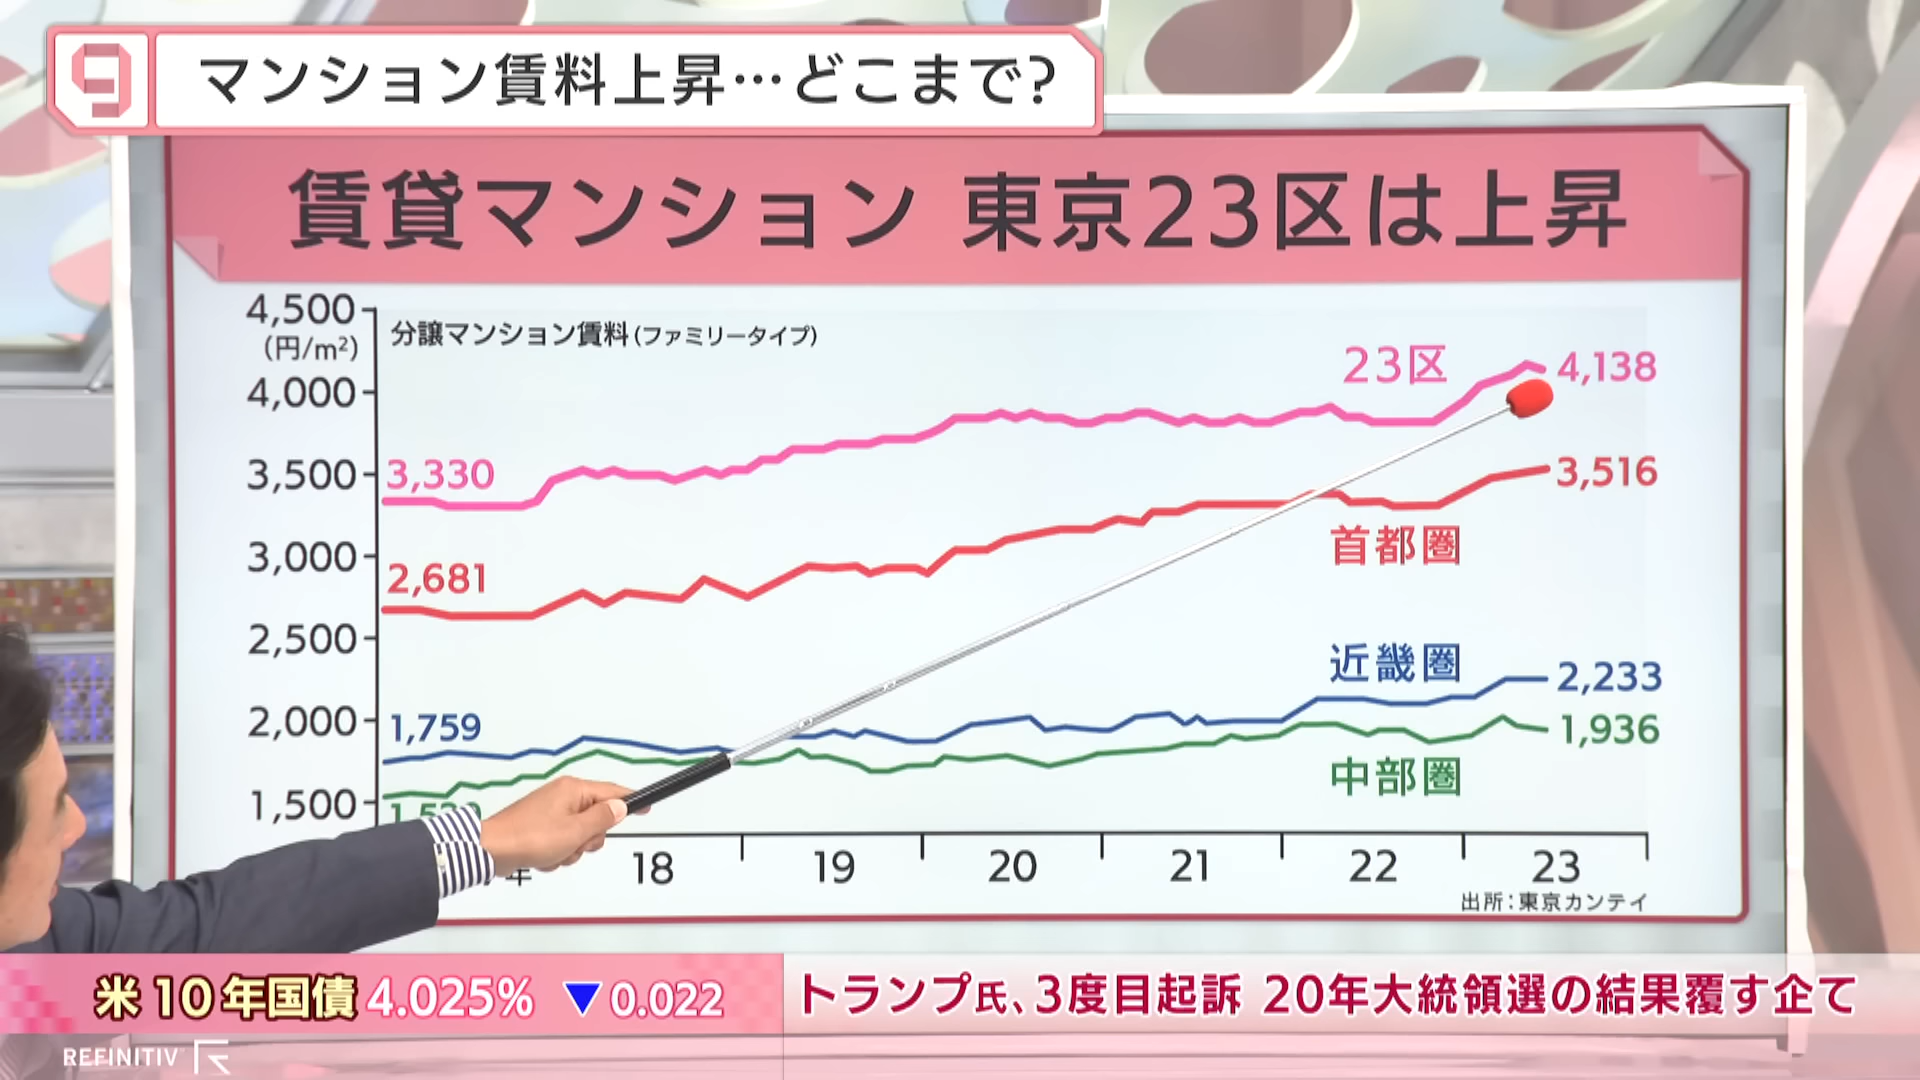 9 マンション賃料上昇…どこまで?
賃貸マンション 東京23区は上昇
4,500
(円/m²)
4,000
3,500
3,000
2,500
2,000
1,500
分譲マンション賃料(ファミリータイプ)
23区
4,138
3,330
3,516
首都圏
2,681
近畿圏
2,233
1,759
1,936
中部圏
年
18
19
20
21
22
23
出所:東京カンテイ
米10年国債 4.025% ▼0.022
トランプ氏、3度目起訴 20年大統領選の結果覆す企て
REFINITIV